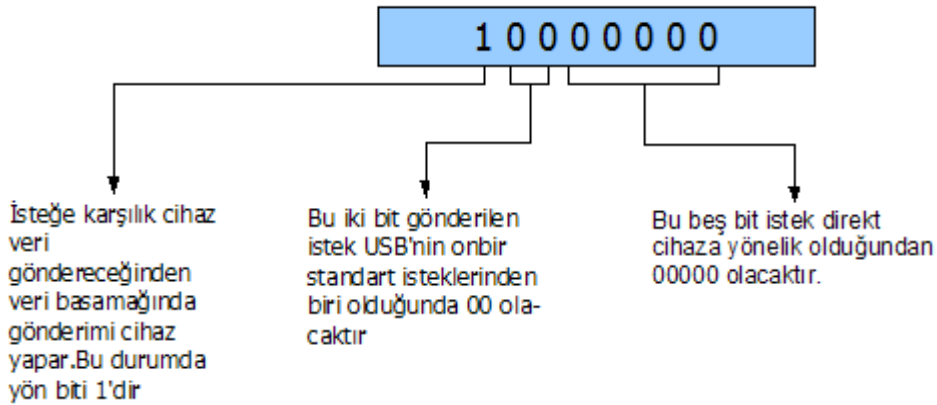 1 0 0 0 0 0 0 0
İsteğe karşılık cihaz
veri
göndereceğinden
veri basamağında
gönderimi cihaz
yapar.Bu durumda
yön biti 1'dir
Bu iki bit gönderilen
istek USB'nin onbir
standart isteklerinden
biri olduğunda 00 ola-
caktır
Bu beş bit istek direkt
cihaza yönelik olduğundan
00000 olacaktır.